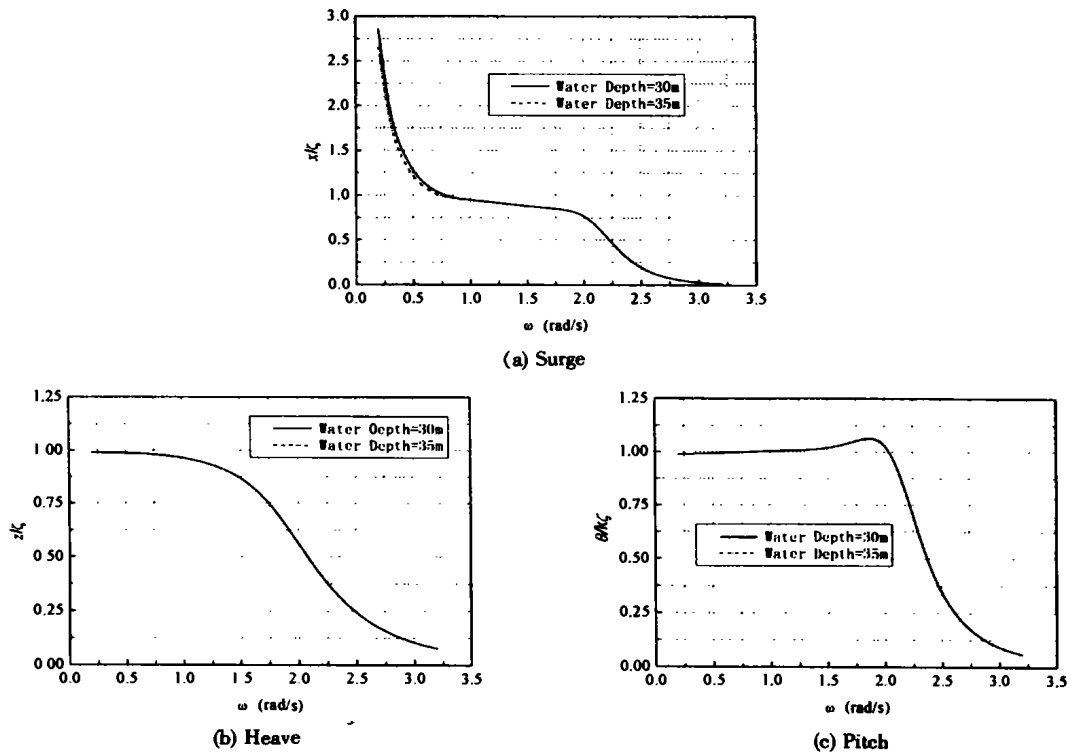 3.0
2.5
2.0
1.5
1.0
0.5
0.0
x/ζ
Water Depth=30m
Water Depth=35m
0.0 0.5 1.0 1.5 2.0 2.5 3.0 3.5
ω (rad/s)
(a) Surge
1.25
1.00
0.75
0.50
0.25
0.00
z/ζ
Water Depth=30m
Water Depth=35m
0.0 0.5 1.0 1.5 2.0 2.5 3.0 3.5
ω (rad/s)
(b) Heave
1.25
1.00
0.75
0.50
0.25
0.00
θ/Kζ
Water Depth=30m
Water Depth=35m
0.0 0.5 1.0 1.5 2.0 2.5 3.0 3.5
ω (rad/s)
(c) Pitch